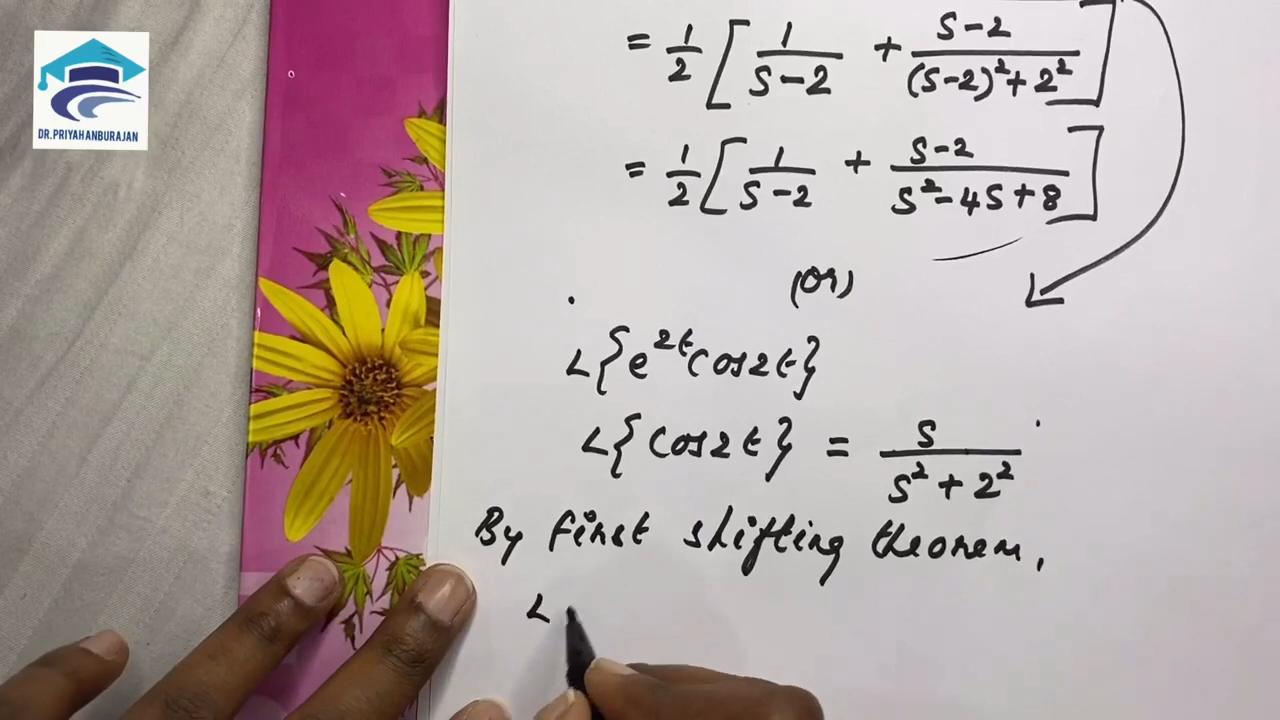 DR.PRIYAHANBURAJAN
= 1/2 [ 1/(S-2) + (S-2)/((S-2)²+2²) ]
= 1/2 [ 1/(S-2) + (S-2)/(S²-4S+8) ]
(or)
L{e^2t cos2t}
L{cos2t} = S/(S²+2²)
By first shifting theorem,
L